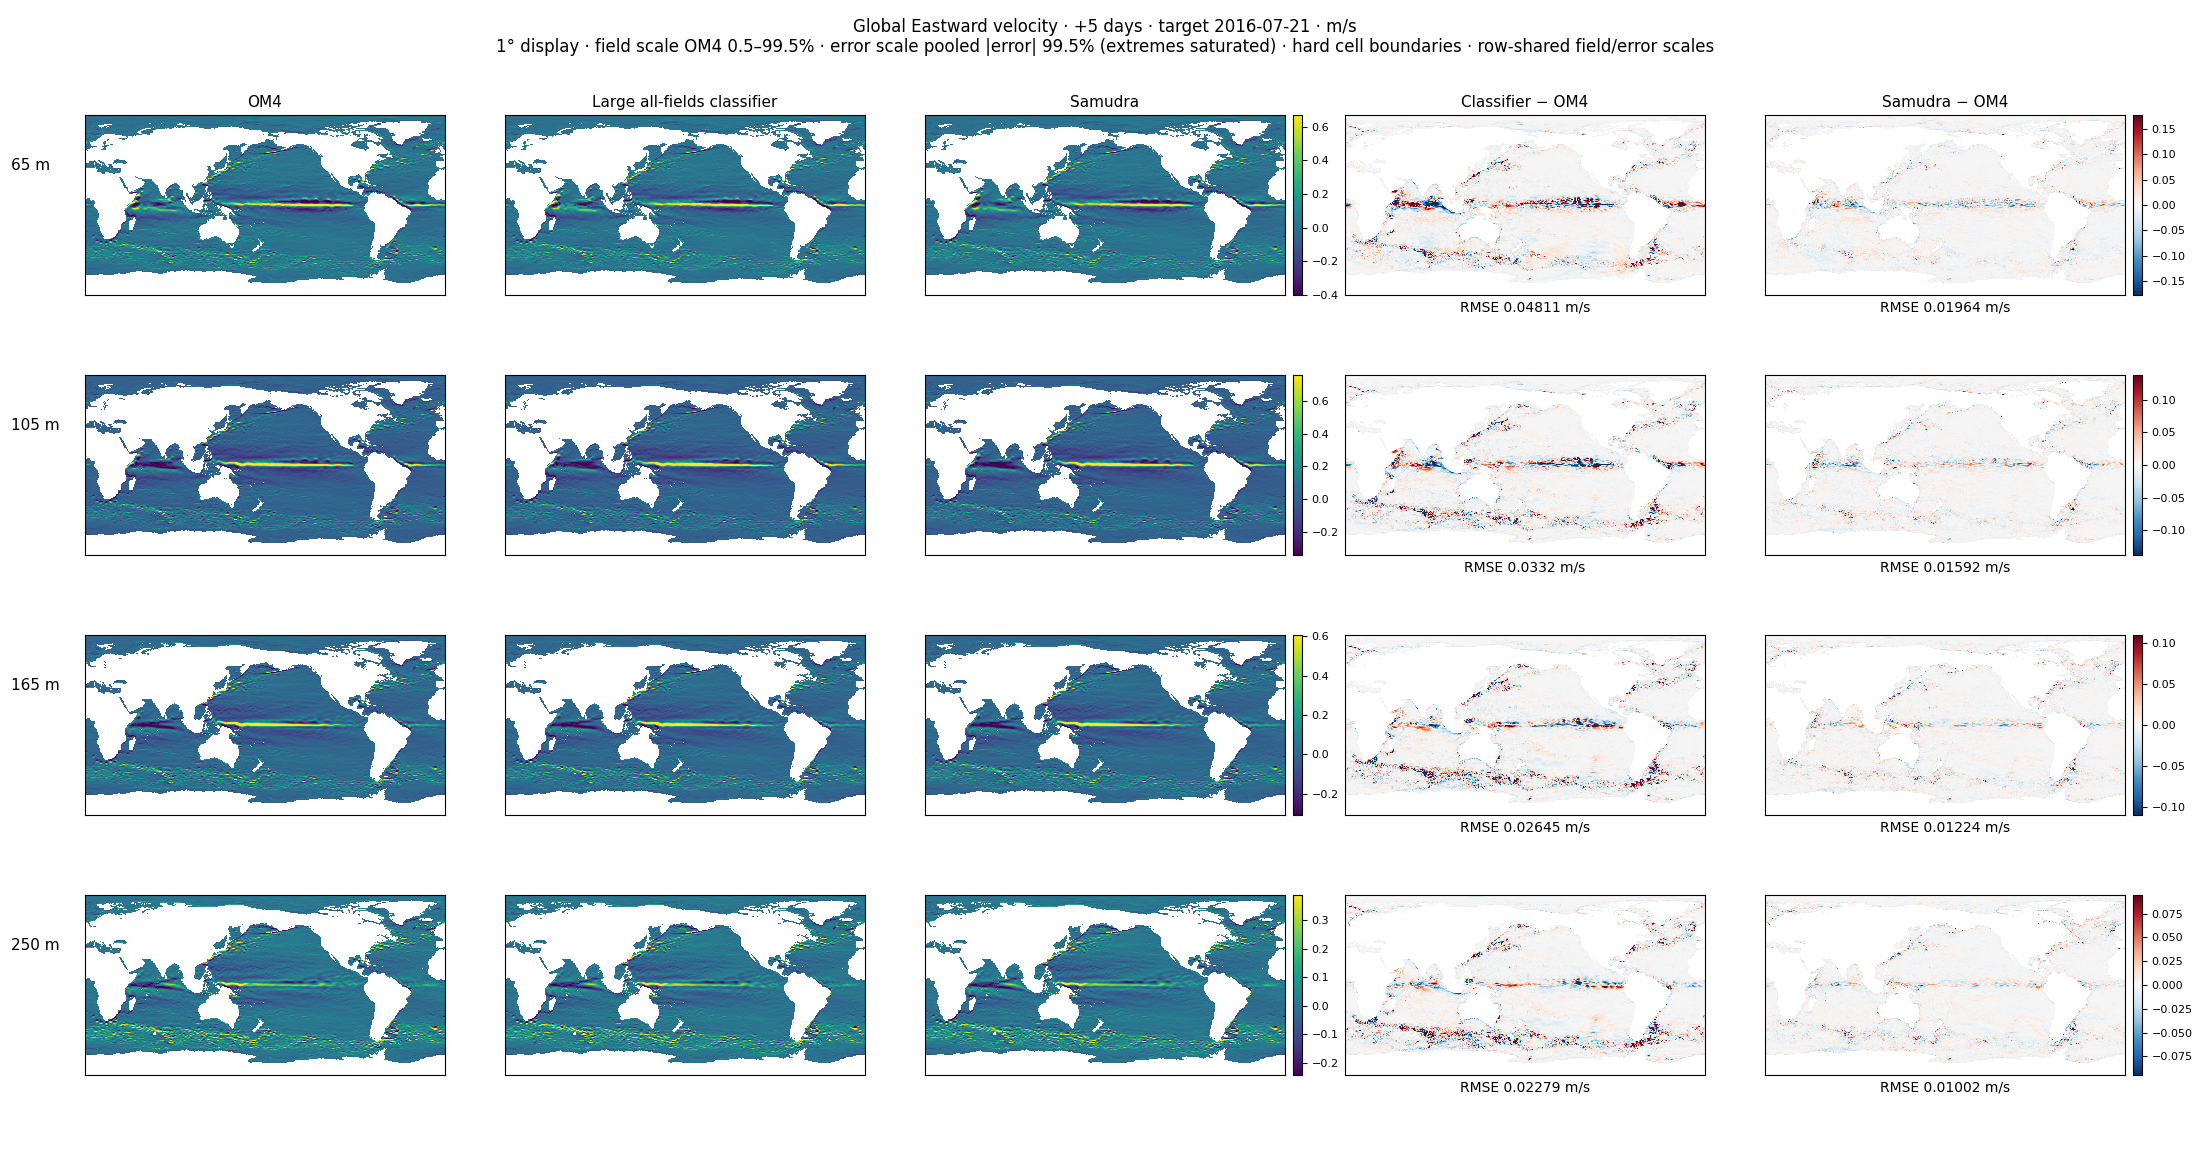 Global Eastward velocity · +5 days · target 2016-07-21 · m/s
1° display · field scale OM4 0.5–99.5% · error scale pooled |error| 99.5% (extremes saturated) · hard cell boundaries · row-shared field/error scales
OM4
Large all-fields classifier
Samudra
Classifier − OM4
Samudra − OM4
65 m
0.6
0.4
0.2
0.0
−0.2
−0.4
RMSE 0.04811 m/s
RMSE 0.01964 m/s
0.15
0.10
0.05
0.00
−0.05
−0.10
−0.15
105 m
0.6
0.4
0.2
0.0
−0.2
RMSE 0.0332 m/s
RMSE 0.01592 m/s
0.10
0.05
0.00
−0.05
−0.10
165 m
0.6
0.4
0.2
0.0
−0.2
RMSE 0.02645 m/s
RMSE 0.01224 m/s
0.10
0.05
0.00
−0.05
−0.10
250 m
0.3
0.2
0.1
0.0
−0.1
−0.2
RMSE 0.02279 m/s
RMSE 0.01002 m/s
0.075
0.050
0.025
0.000
−0.025
−0.050
−0.075